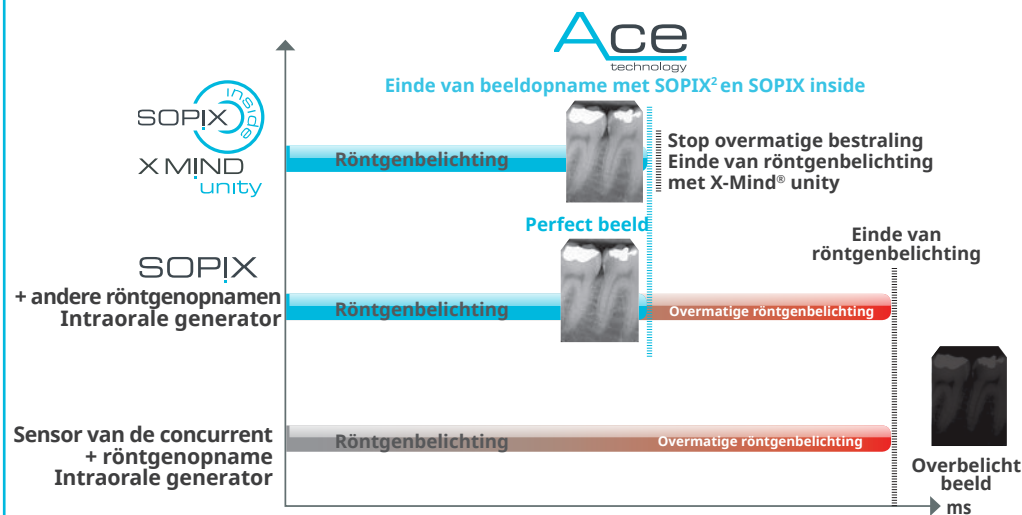 Ace
technology
Einde van beeldopname met SOPIX² en SOPIX inside
SOPIX
inside
X MIND
unity
Röntgenbelichting
Stop overmatige bestraling
Einde van röntgenbelichting
met X-Mind® unity
Perfect beeld
Einde van
röntgenbelichting
SOPIX
+ andere röntgenopnamen
Intraorale generator
Röntgenbelichting
Overmatige röntgenbelichting
Sensor van de concurrent
+ röntgenopname
Intraorale generator
Röntgenbelichting
Overmatige röntgenbelichting
Overbelicht
beeld
ms